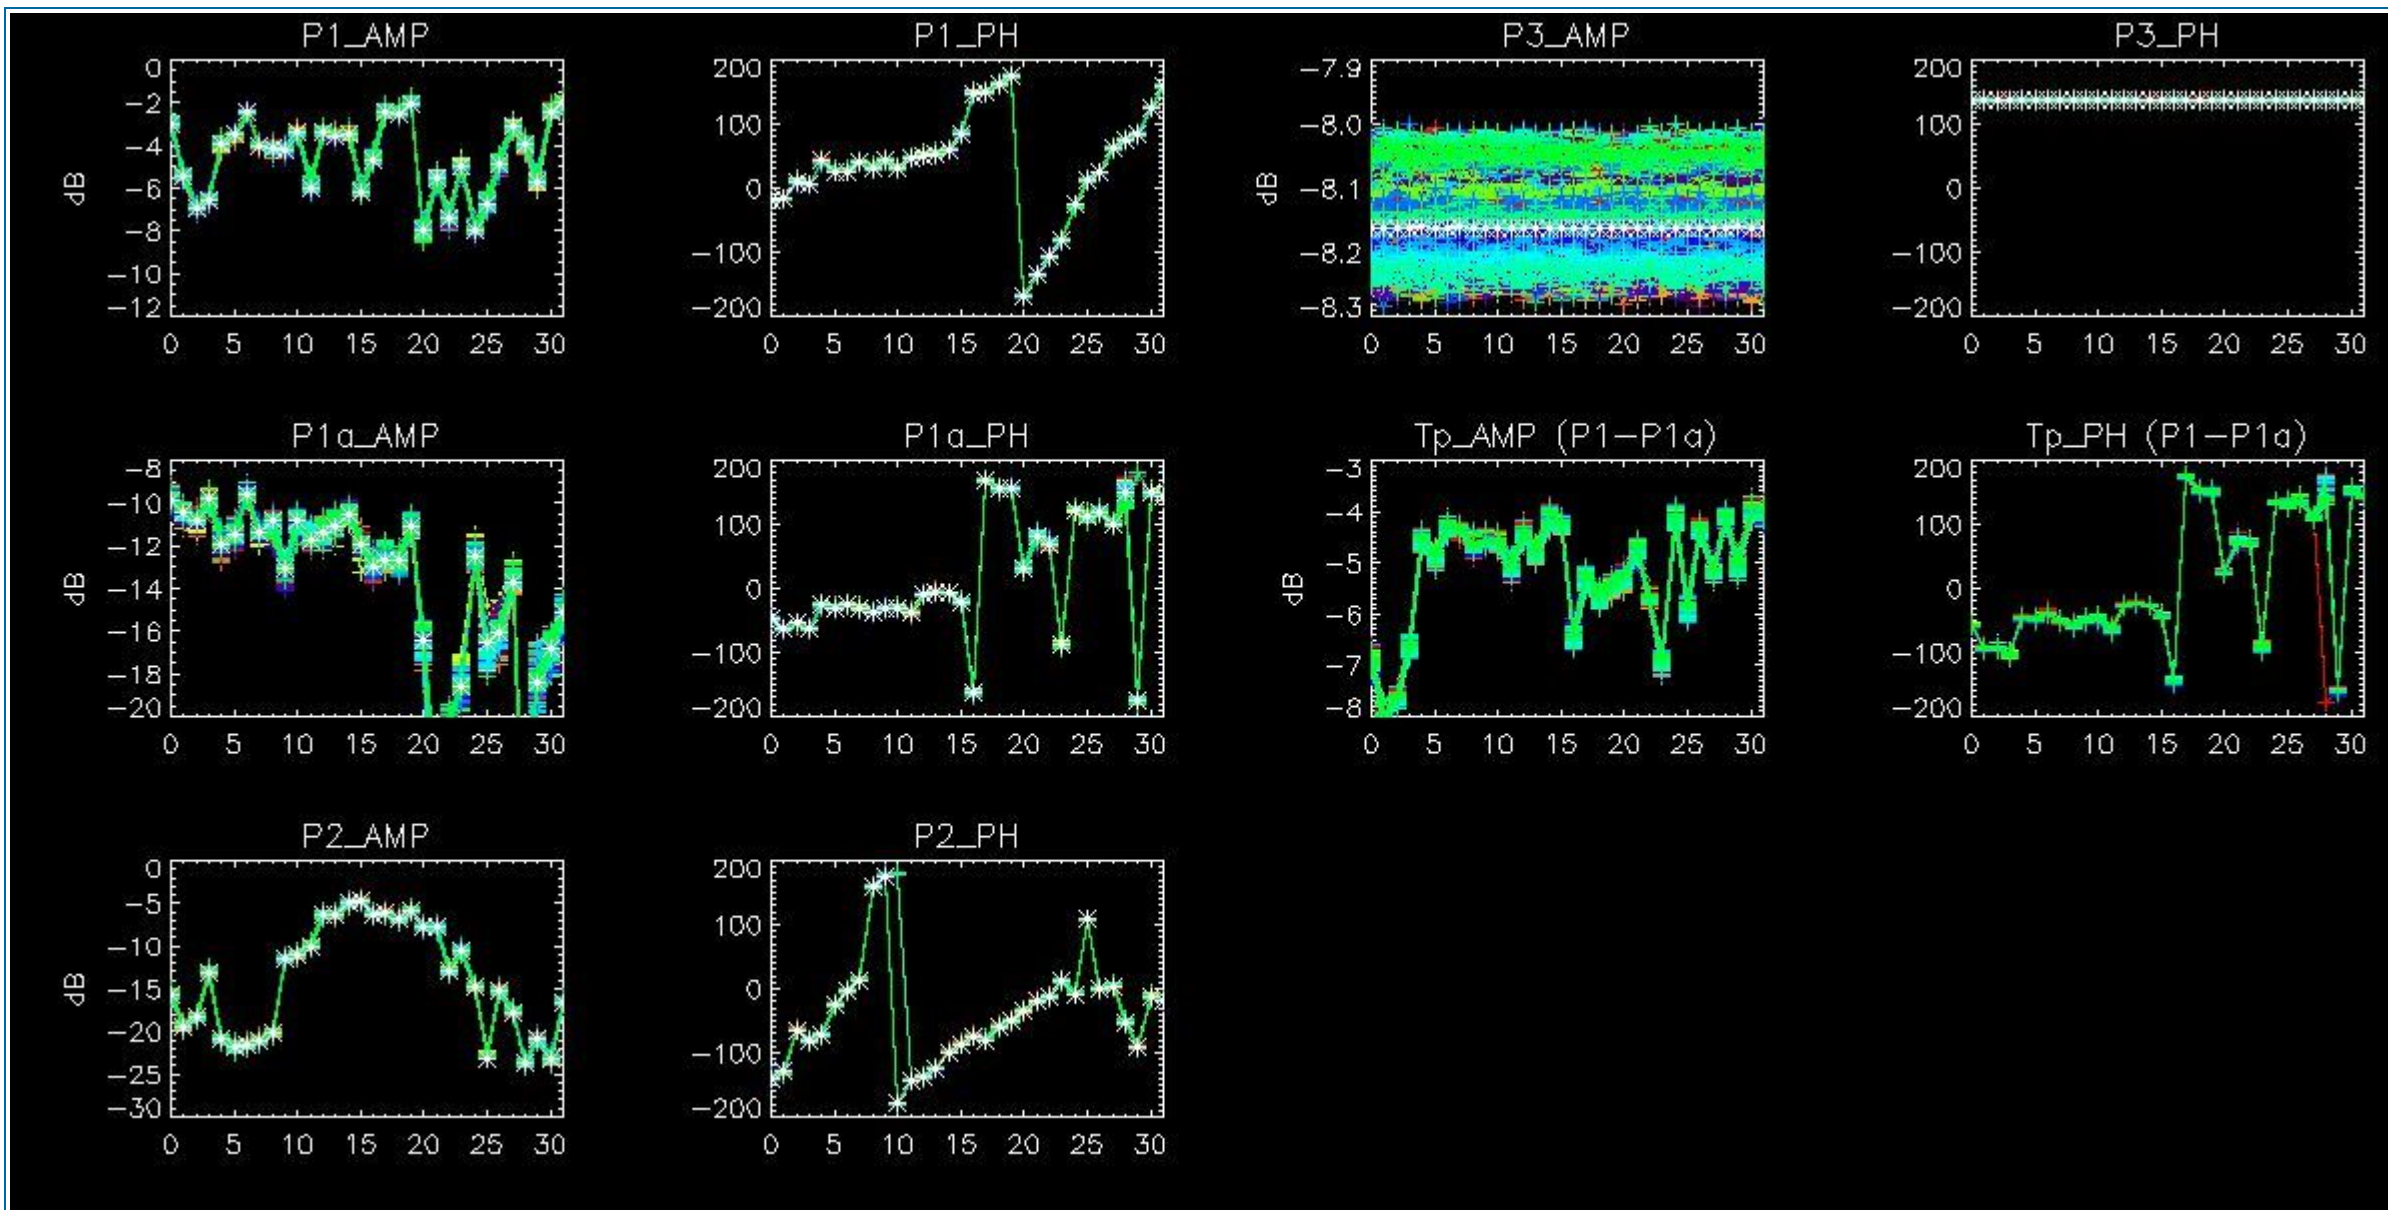 P1_AMP P1_PH P3_AMP P3_PH
0 200 -7.9 200
-2
100 -8.0 100
-4
dB 0 dB -8.1 0
-6
-8
-100 -8.2 -100
-10
-12 -200 -8.3 -200
0 5 10 15 20 25 30 0 5 10 15 20 25 30 0 5 10 15 20 25 30 0 5 10 15 20 25 30
P1a_AMP P1a_PH Tp_AMP (P1-P1a) Tp_PH (P1-P1a)
-8 200 -3 200
-10
100 -4 100
-12
dB -14 0 dB -5 0
-6
-16
-100 -100
-18 -7
-20 -200 -8 -200
0 5 10 15 20 25 30 0 5 10 15 20 25 30 0 5 10 15 20 25 30 0 5 10 15 20 25 30
P2_AMP P2_PH
0 200
-5
100
-10
dB -15 0
-20
-100
-25
-30 -200
0 5 10 15 20 25 30 0 5 10 15 20 25 30